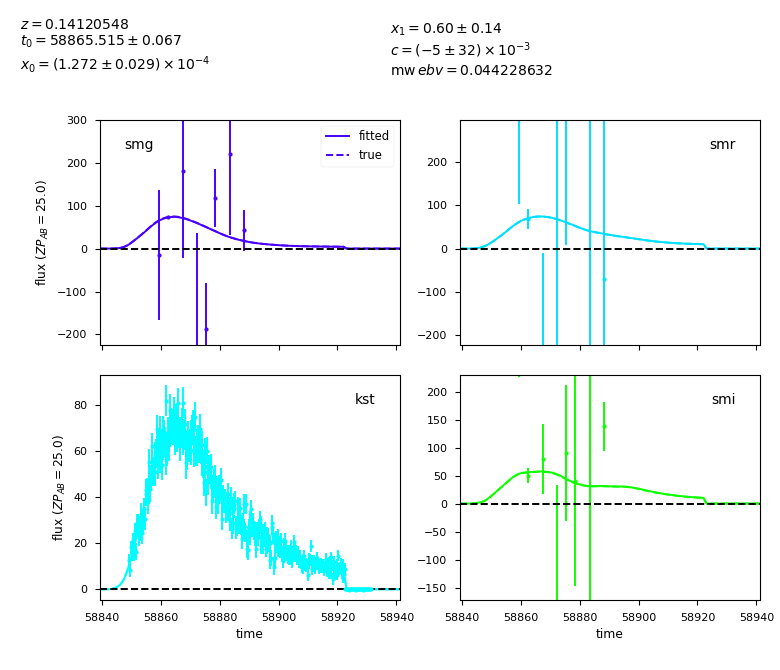 z = 0.14120548
t₀ = 58865.515 ± 0.067
x₀ = (1.272 ± 0.029) × 10⁻⁴
x₁ = 0.60 ± 0.14
c = (−5 ± 32) × 10⁻³
mw ebv = 0.044228632
300
200
100
0
−100
−200
flux (ZP_AB = 25.0)
smg
fitted
true
200
100
0
−100
−200
smr
80
60
40
20
0
flux (ZP_AB = 25.0)
kst
58840 58860 58880 58900 58920 58940
time
200
150
100
50
0
−50
−100
−150
smi
58840 58860 58880 58900 58920 58940
time